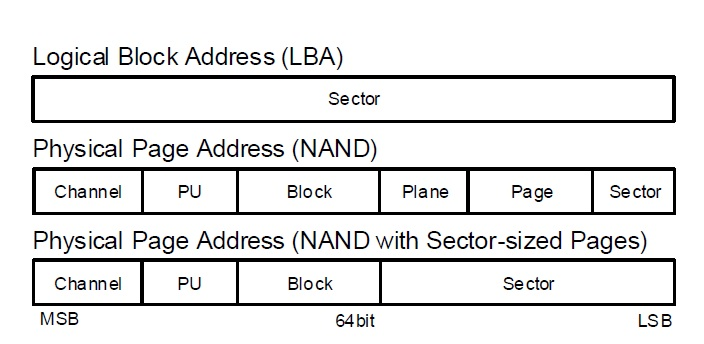 Logical Block Address (LBA)
Sector
Physical Page Address (NAND)
Channel PU Block Plane Page Sector
Physical Page Address (NAND with Sector-sized Pages)
Channel PU Block Sector
MSB 64bit LSB